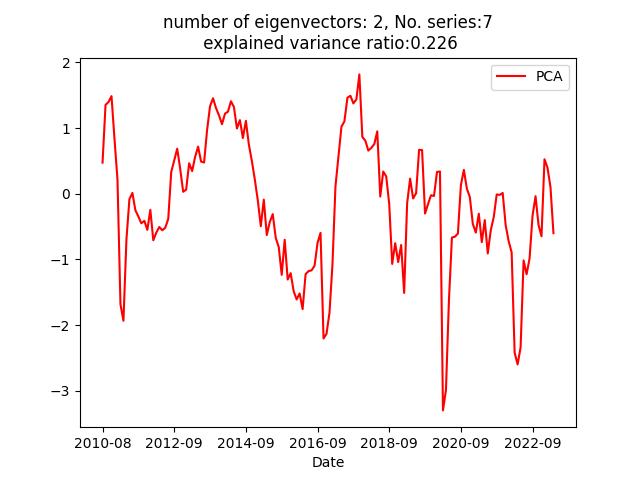 number of eigenvectors: 2, No. series:7
explained variance ratio:0.226
PCA
2
1
0
−1
−2
−3
2010-08 2012-09 2014-09 2016-09 2018-09 2020-09 2022-09
Date